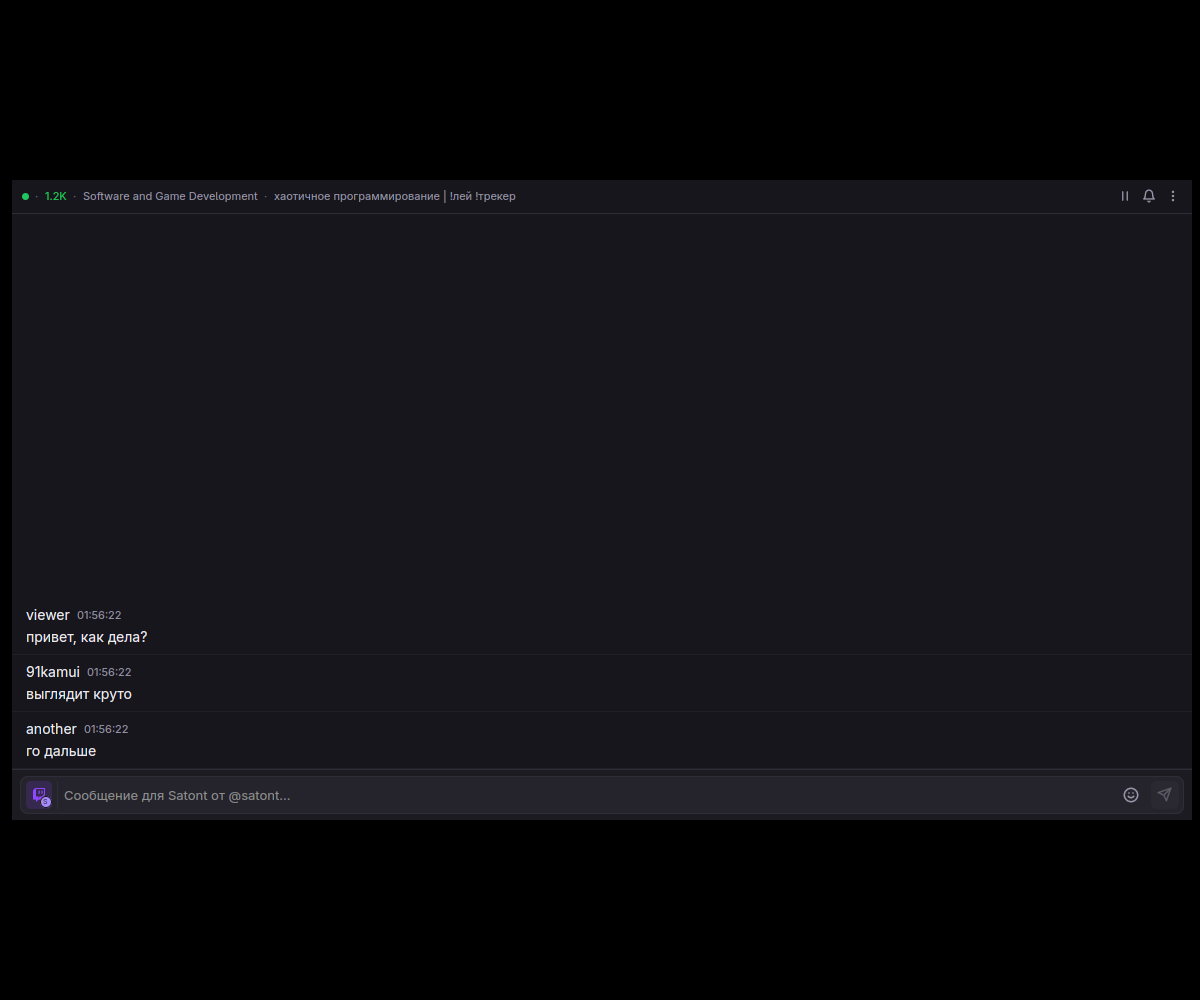 · 1.2K · Software and Game Development · хаотичное программирование | !лей !трекер
viewer 01:56:22
привет, как дела?
91kamui 01:56:22
выглядит круто
another 01:56:22
го дальше
Сообщение для Satont от @satont...